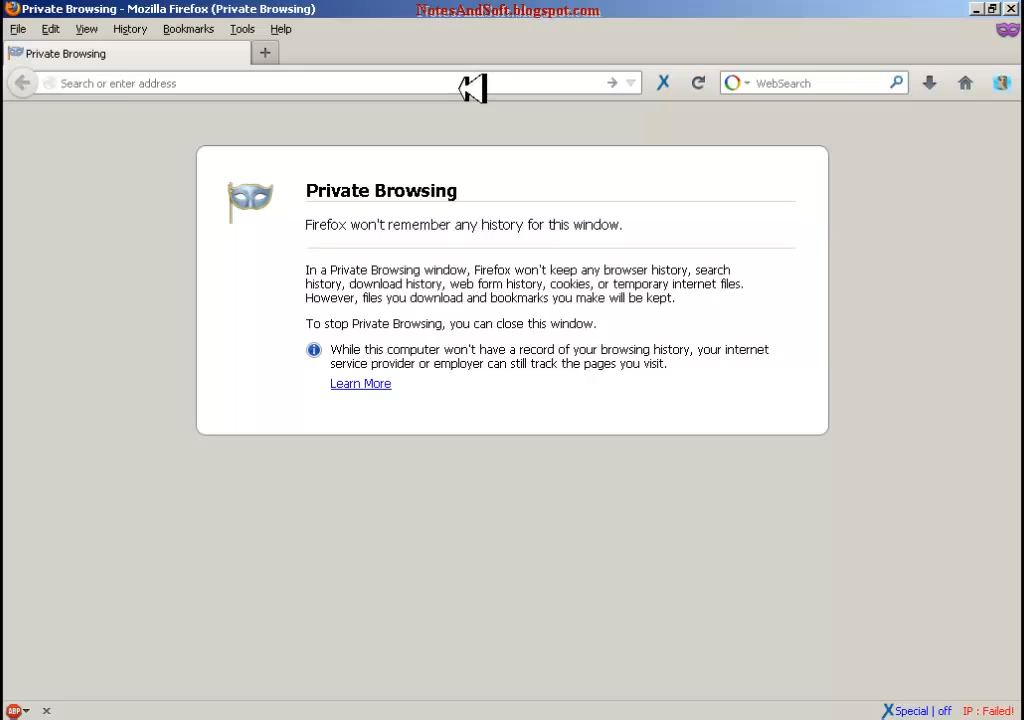 Private Browsing - Mozilla Firefox (Private Browsing)
NotesAndSoft.blogspot.com
File Edit View History Bookmarks Tools Help
Private Browsing
Search or enter address
WebSearch
Private Browsing
Firefox won't remember any history for this window.
In a Private Browsing window, Firefox won't keep any browser history, search
history, download history, web form history, cookies, or temporary internet files.
However, files you download and bookmarks you make will be kept.
To stop Private Browsing, you can close this window.
While this computer won't have a record of your browsing history, your internet
service provider or employer can still track the pages you visit.
Learn More
ABP
Special | off IP : Failed!